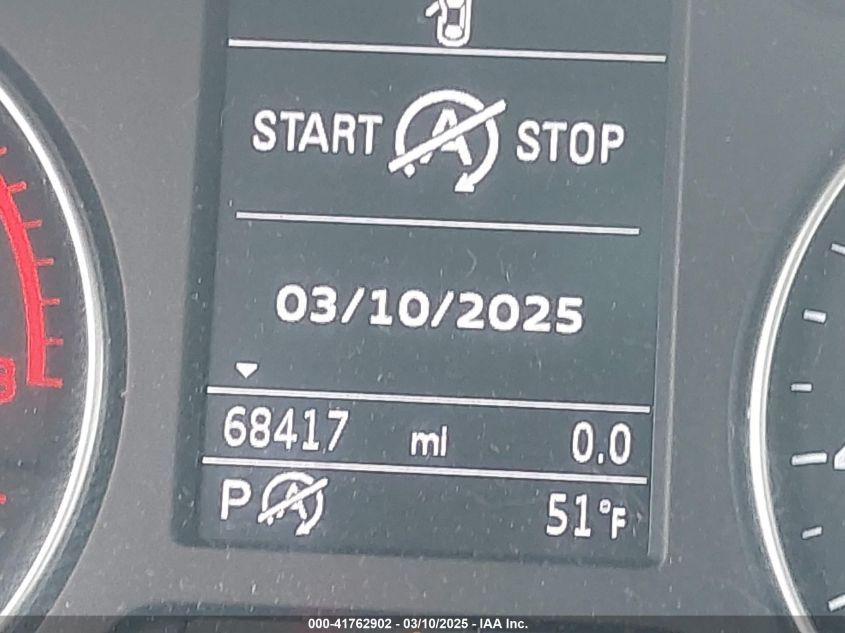 START A STOP
03/10/2025
68417 mi 0.0
P A 51°F
000-41762902 - 03/10/2025 - IAA Inc.